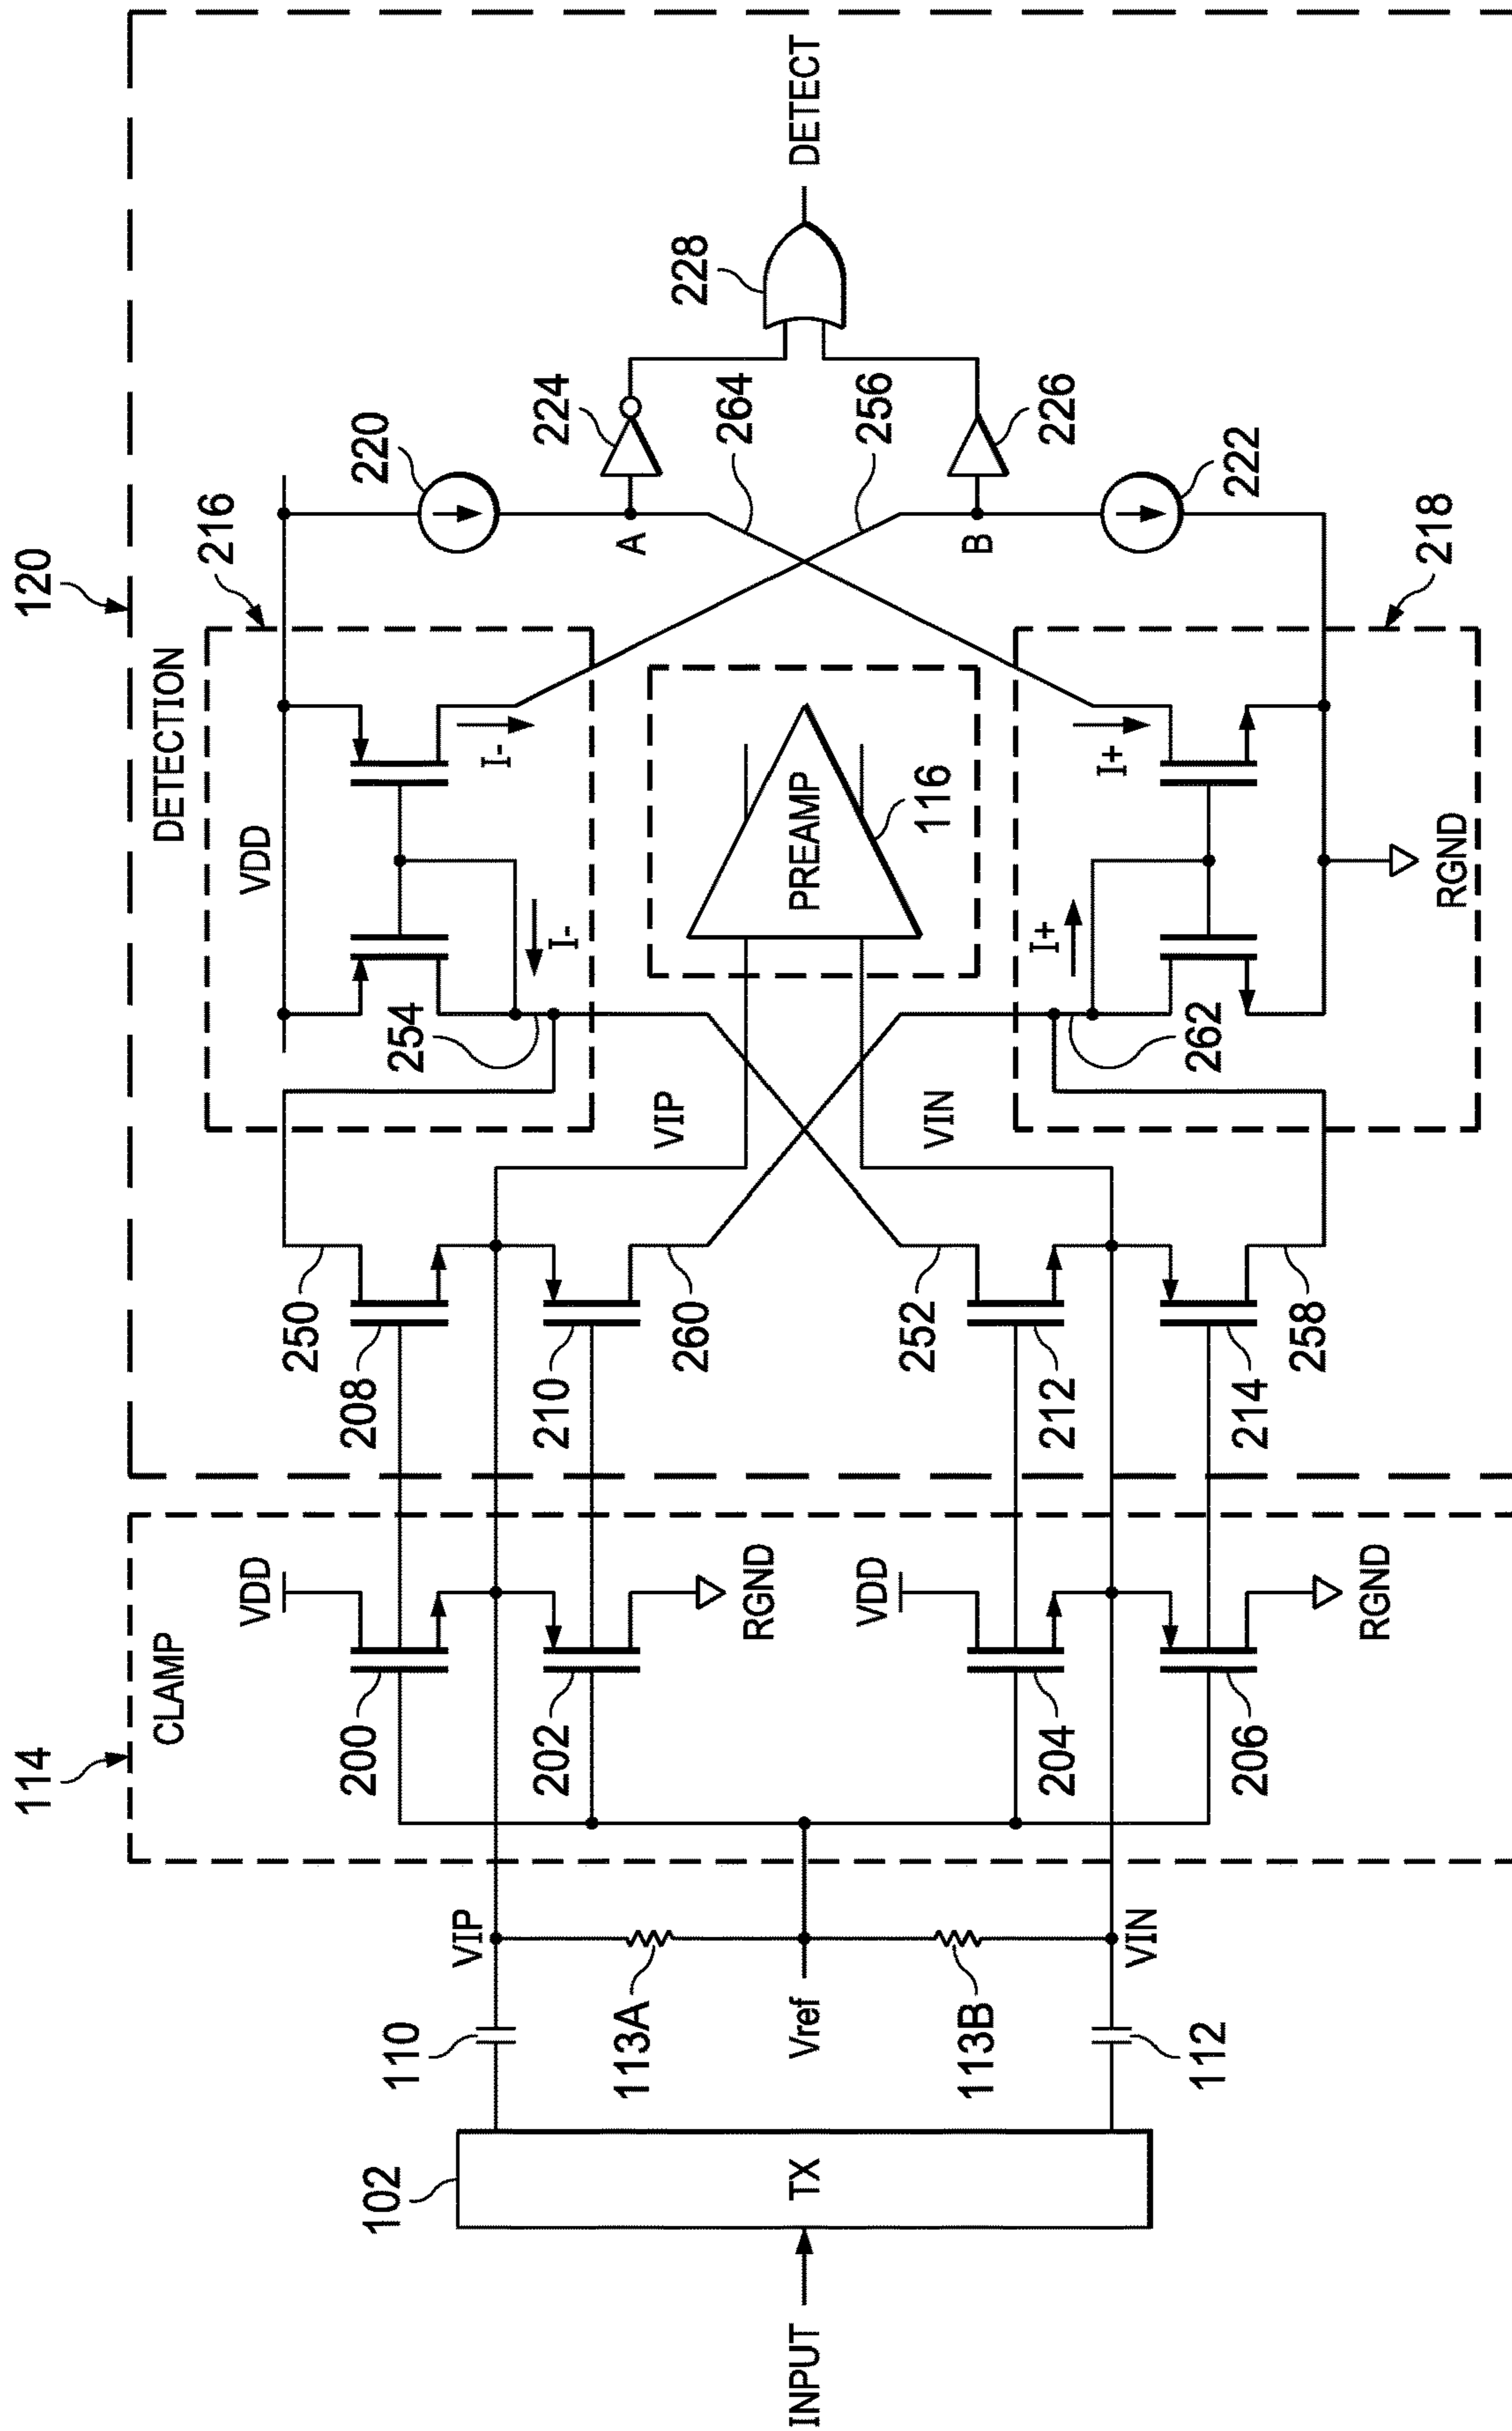 INPUT
102
TX
110
112
VIP
113A
Vref
113B
VIN
114
CLAMP
VDD
200
202
RGND
VDD
204
206
RGND
120
DETECTION
208
250
210
260
212
252
214
258
VIP
VIN
VDD
216
254
I-
I-
PREAMP
116
I+
I+
262
218
RGND
220
A
224
264
256
B
226
222
228
DETECT